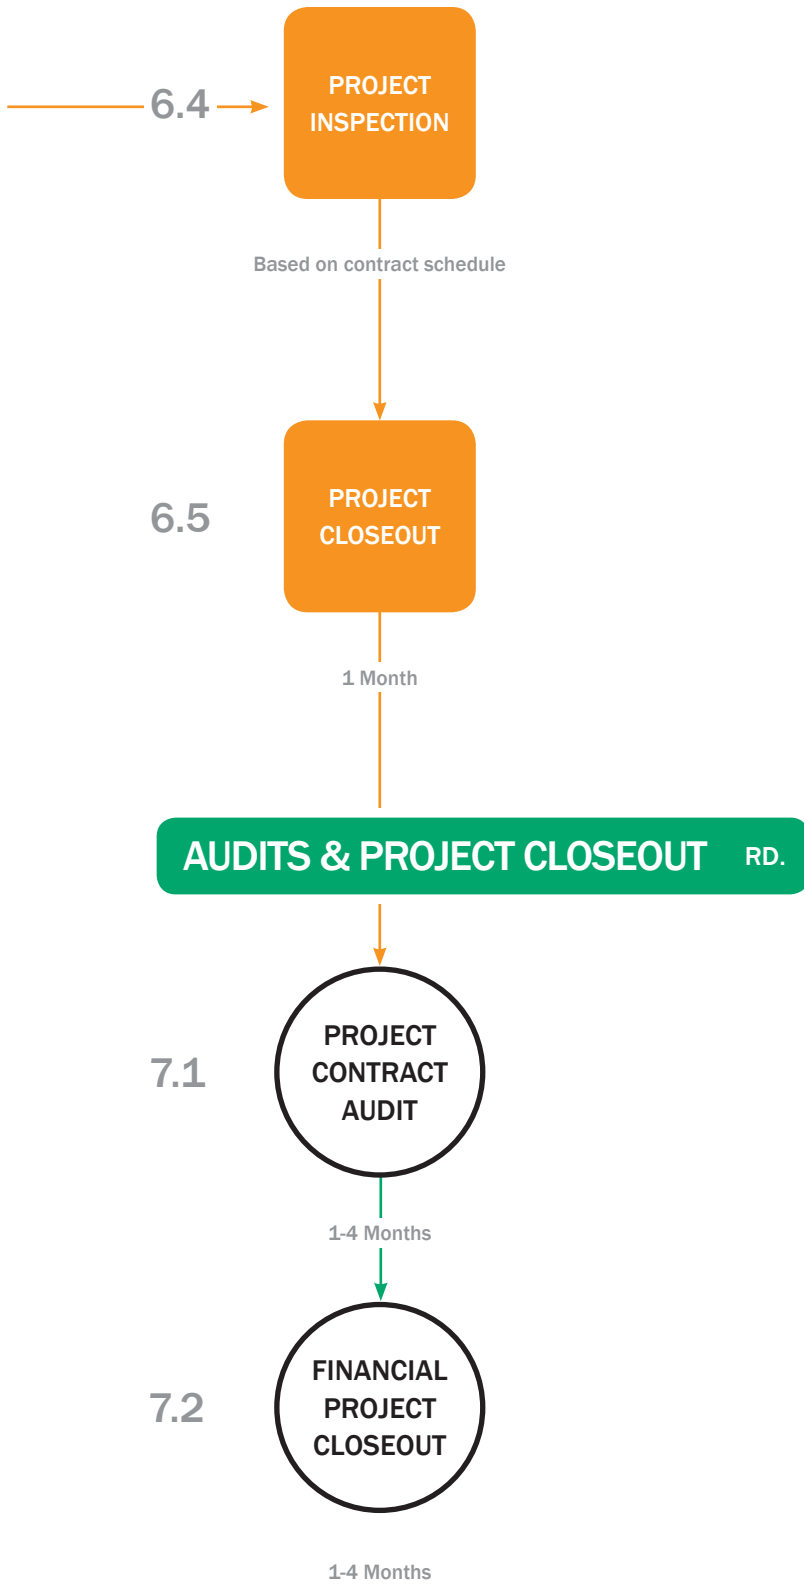 6.4
PROJECT
INSPECTION
Based on contract schedule
6.5
PROJECT
CLOSEOUT
1 Month
AUDITS & PROJECT CLOSEOUT RD.
7.1
PROJECT
CONTRACT
AUDIT
1-4 Months
7.2
FINANCIAL
PROJECT
CLOSEOUT
1-4 Months